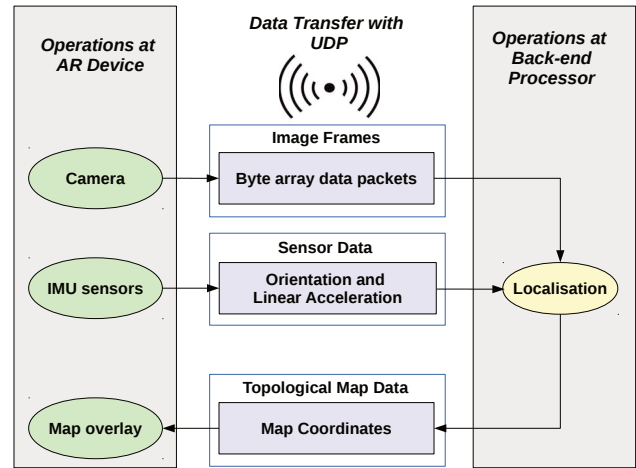 Operations at
AR Device
Data Transfer with
UDP
Operations at
Back-end
Processor
Image Frames
Camera
Byte array data packets
Sensor Data
IMU sensors
Orientation and
Linear Acceleration
Localisation
Topological Map Data
Map overlay
Map Coordinates